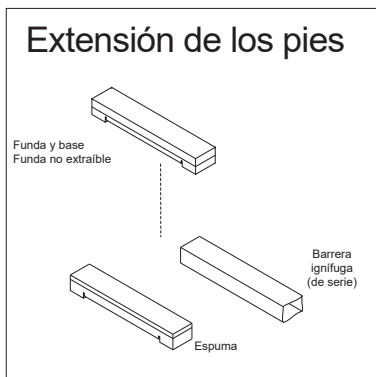 Extensión de los pies
Funda y base
Funda no extraíble
Barrera
ignífuga
(de serie)
Espuma